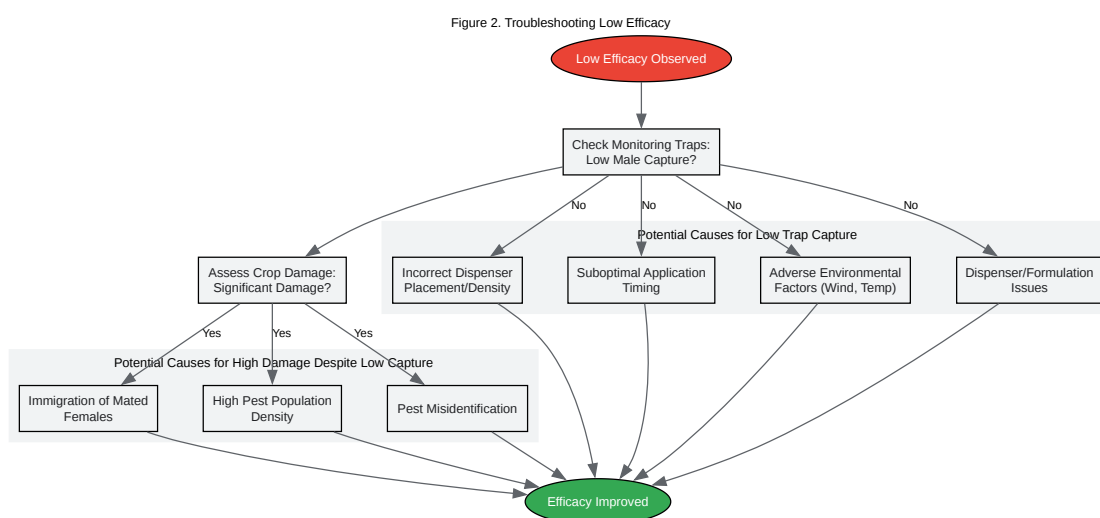 Figure 2. Troubleshooting Low Efficacy
Low Efficacy Observed
Check Monitoring Traps:
Low Male Capture?
No
No
No
No
Potential Causes for Low Trap Capture
Assess Crop Damage:
Significant Damage?
Incorrect Dispenser
Placement/Density
Suboptimal Application
Timing
Adverse Environmental
Factors (Wind, Temp)
Dispenser/Formulation
Issues
Yes
Yes
Yes
Potential Causes for High Damage Despite Low Capture
Immigration of Mated
Females
High Pest Population
Density
Pest Misidentification
Efficacy Improved